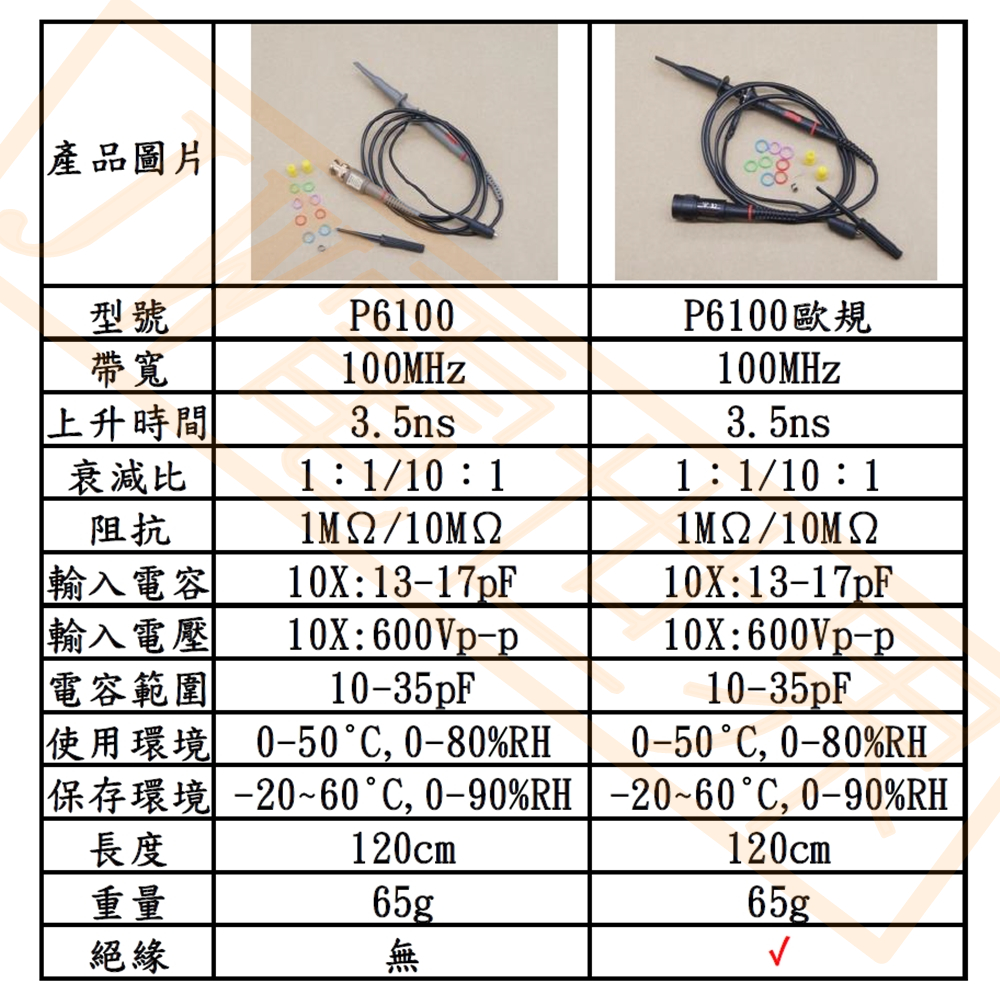 產品圖片
型號 P6100 P6100歐規
帶寬 100MHz 100MHz
上升時間 3.5ns 3.5ns
衰減比 1：1/10：1 1：1/10：1
阻抗 1MΩ/10MΩ 1MΩ/10MΩ
輸入電容 10X:13-17pF 10X:13-17pF
輸入電壓 10X:600Vp-p 10X:600Vp-p
電容範圍 10-35pF 10-35pF
使用環境 0-50°C,0-80%RH 0-50°C,0-80%RH
保存環境 -20~60°C,0-90%RH -20~60°C,0-90%RH
長度 120cm 120cm
重量 65g 65g
絕緣 無 √